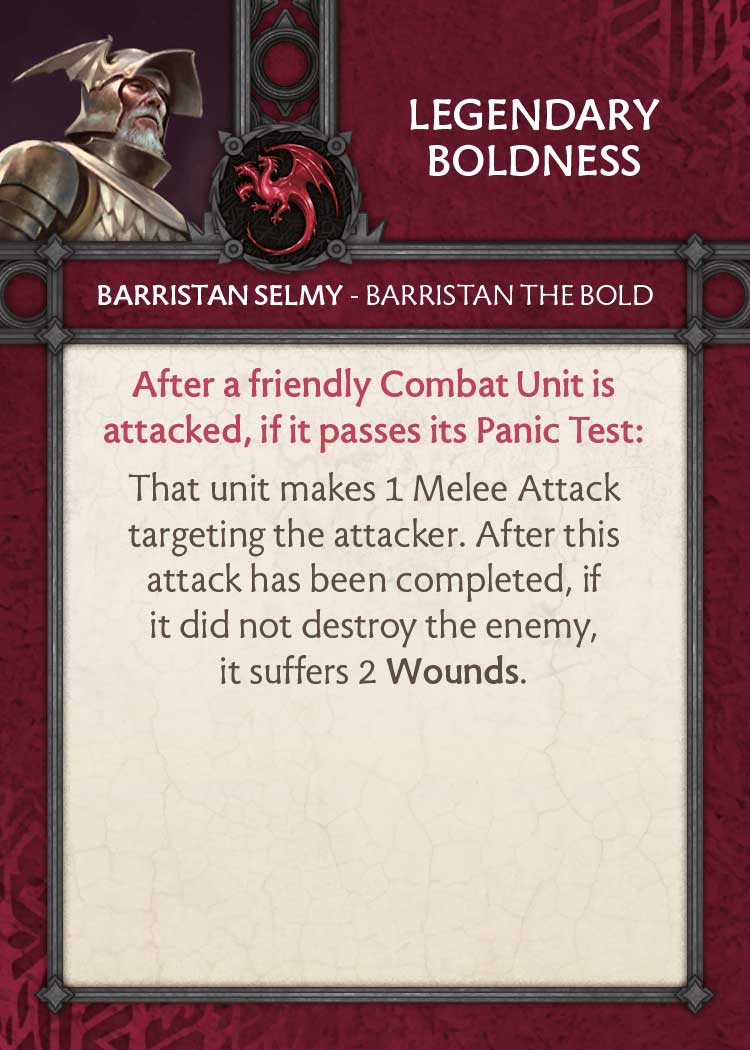 LEGENDARY
BOLDNESS
BARRISTAN SELMY - BARRISTAN THE BOLD
After a friendly Combat Unit is
attacked, if it passes its Panic Test:
That unit makes 1 Melee Attack
targeting the attacker. After this
attack has been completed, if
it did not destroy the enemy,
it suffers 2 Wounds.